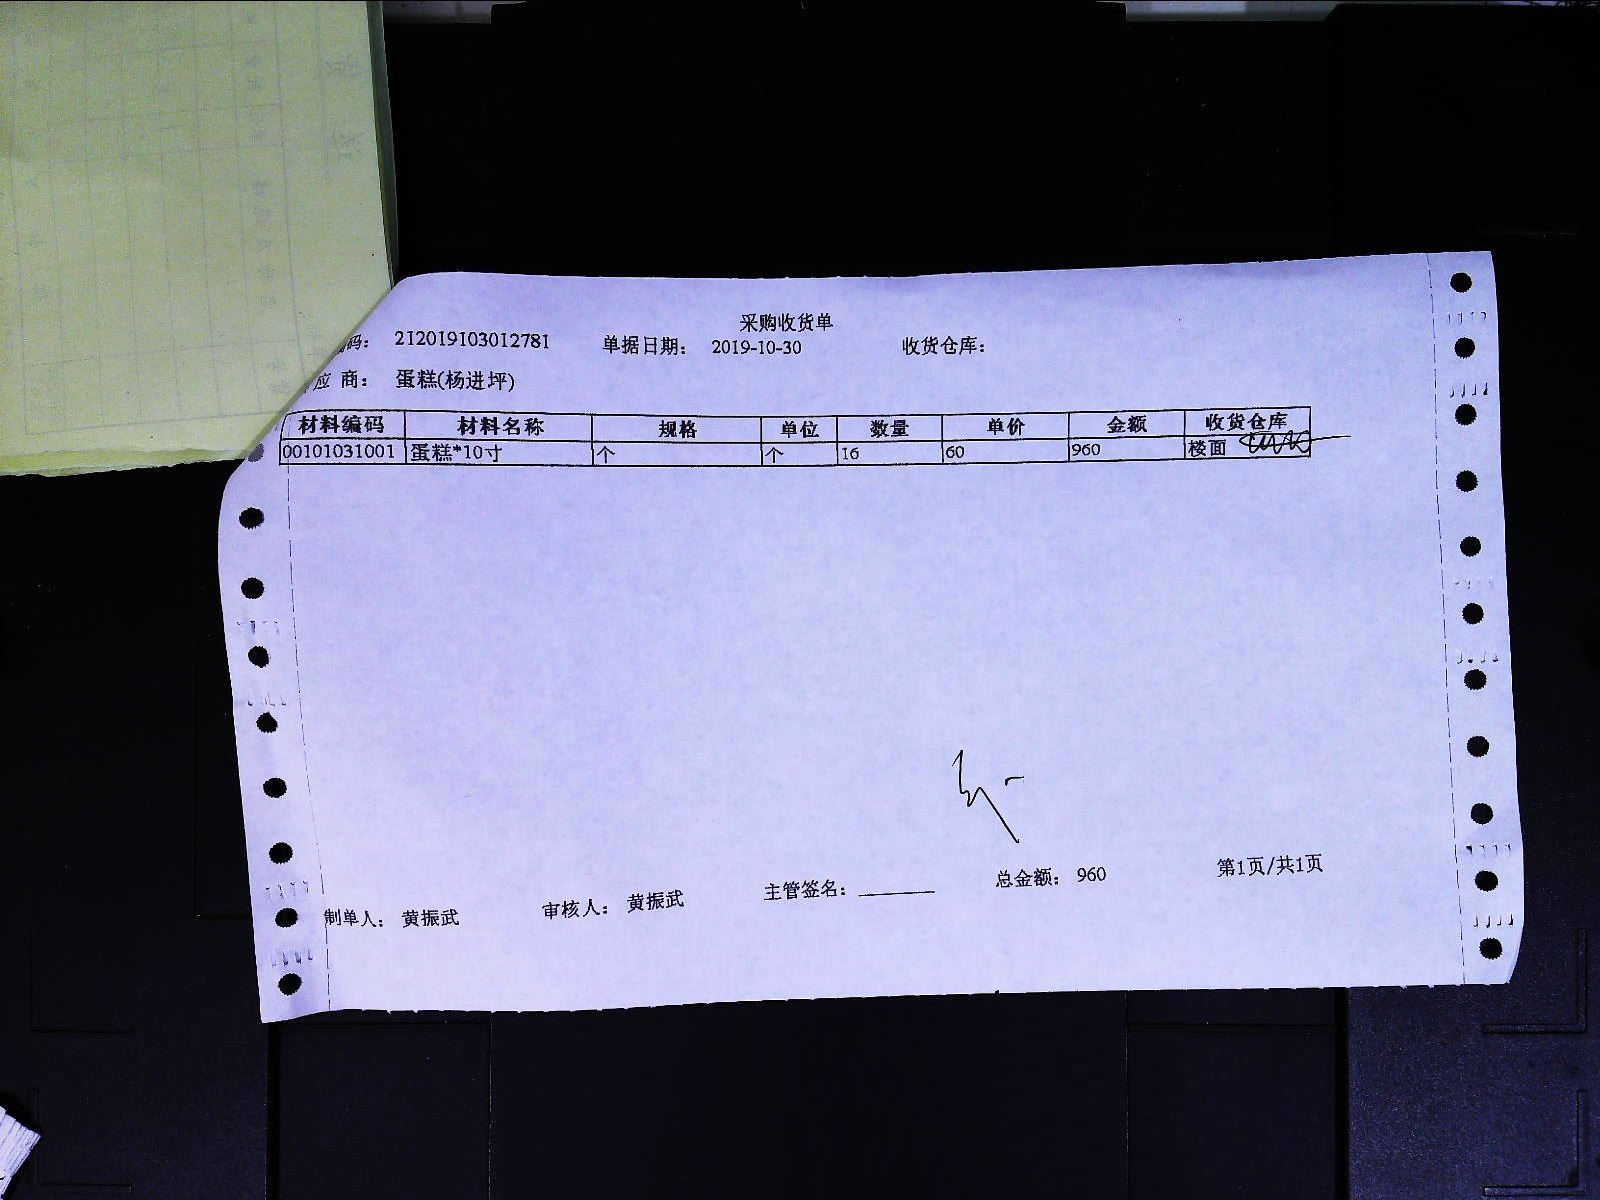 采购收货单
码： 212019103012781 单据日期： 2019-10-30 收货仓库：
应 商： 蛋糕(杨进坪)
材料编码 材料名称 规格 单位 数量 单价 金额 收货仓库
00101031001 蛋糕*10寸 个 个 16 60 960 楼面
制单人： 黄振武 审核人： 黄振武 主管签名： 总金额： 960 第1页/共1页